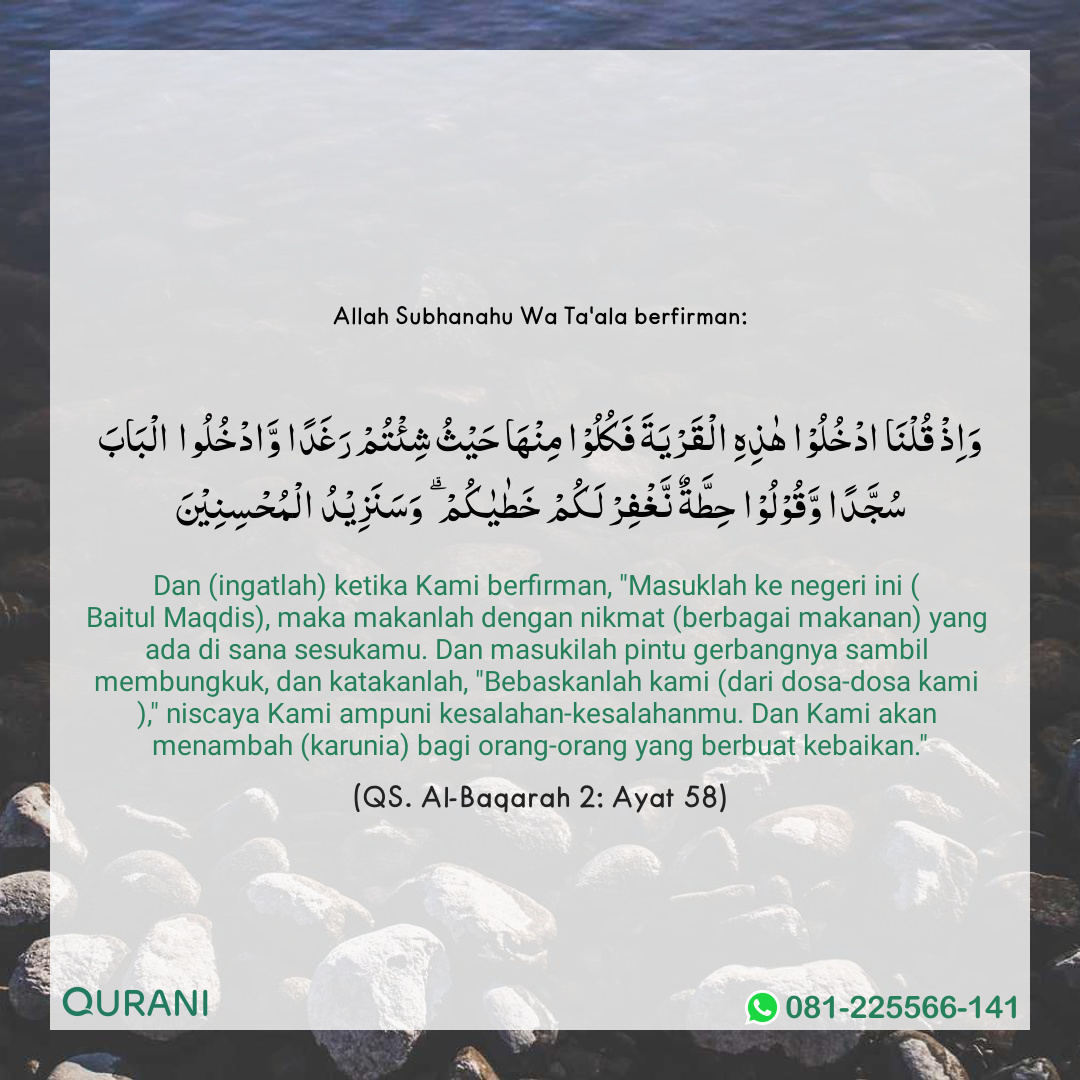 Allah Subhanahu Wa Ta'ala berfirman:
وَاِذْ قُلْنَا ادْخُلُوْا هٰذِهِ الْقَرْيَةَ فَكُلُوْا مِنْهَا حَيْثُ شِئْتُمْ رَغَدًا وَّادْخُلُوا الْبَابَ
سُجَّدًا وَّقُوْلُوْا حِطَّةٌ نَّغْفِرْ لَكُمْ خَطٰيٰكُمْ ۗ وَسَنَزِيْدُ الْمُحْسِنِيْنَ
Dan (ingatlah) ketika Kami berfirman, "Masuklah ke negeri ini (
Baitul Maqdis), maka makanlah dengan nikmat (berbagai makanan) yang
ada di sana sesukamu. Dan masukilah pintu gerbangnya sambil
membungkuk, dan katakanlah, "Bebaskanlah kami (dari dosa-dosa kami
)," niscaya Kami ampuni kesalahan-kesalahanmu. Dan Kami akan
menambah (karunia) bagi orang-orang yang berbuat kebaikan."
(QS. Al-Baqarah 2: Ayat 58)
QURANI
081-225566-141